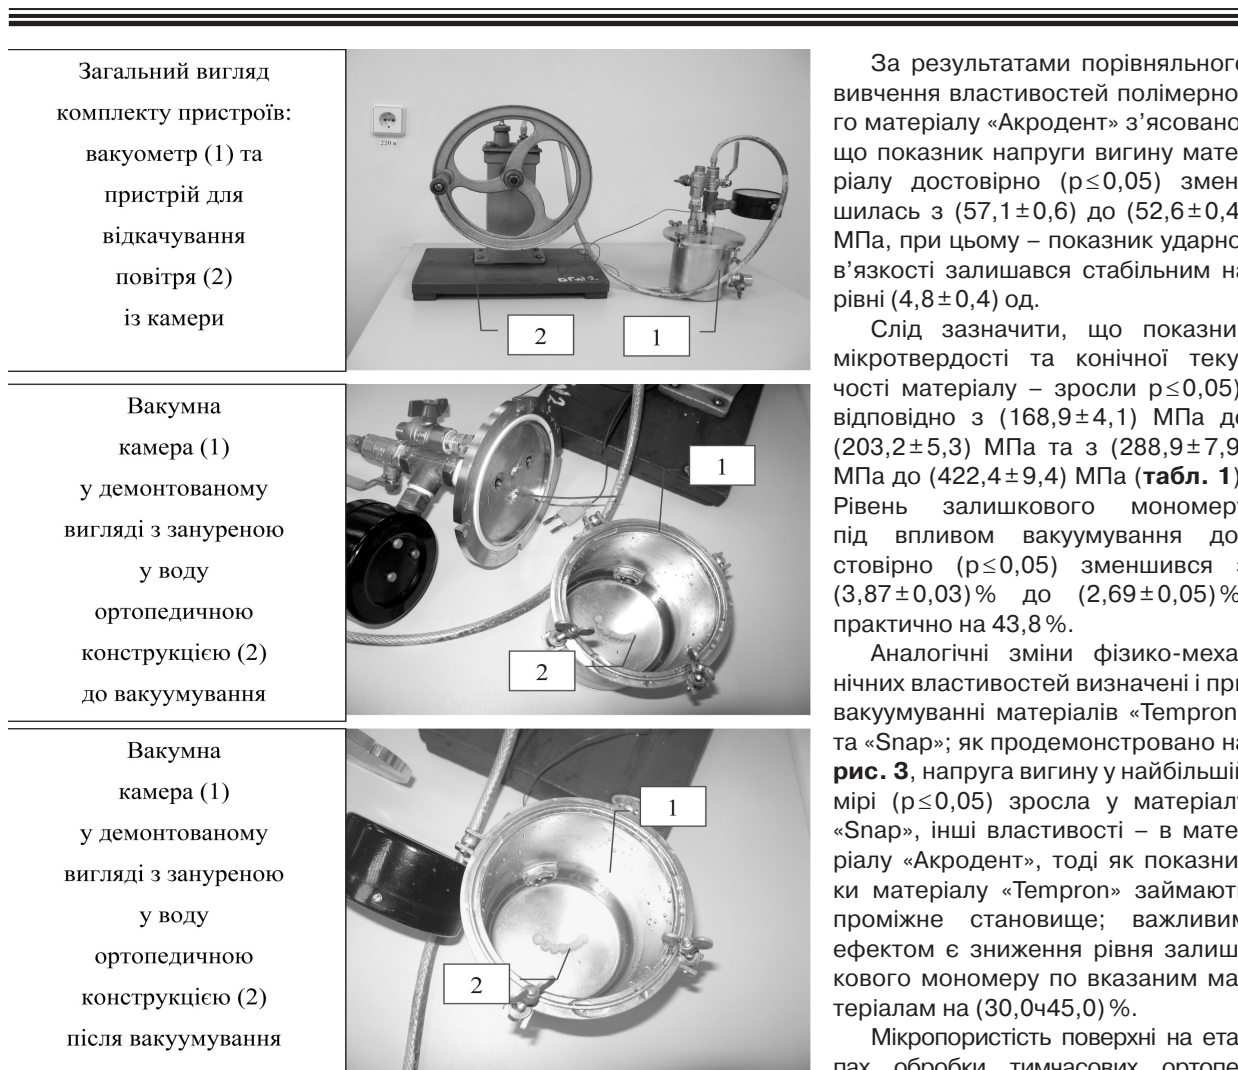 Загальний вигляд
комплекту пристроїв:
вакуометр (1) та
пристрій для
відкачування
повітря (2)
із камери
220 в
2
1
Вакумна
камера (1)
у демонтованому
вигляді з зануреною
у воду
ортопедичною
конструкцією (2)
до вакуумування
1
2
Вакумна
камера (1)
у демонтованому
вигляді з зануреною
у воду
ортопедичною
конструкцією (2)
після вакуумування
1
2
За результатами порівняльного
вивчення властивостей полімерно
го матеріалу «Акродент» з’ясовано
що показник напруги вигину мате
ріалу достовірно (р≤0,05) змен
шилась з (57,1±0,6) до (52,6±0,4
МПа, при цьому – показник ударно
в’язкості залишався стабільним на
рівні (4,8±0,4) од.
Слід зазначити, що показни
мікротвердості та конічної теку
чості матеріалу – зросли р≤0,05)
відповідно з (168,9±4,1) МПа до
(203,2±5,3) МПа та з (288,9±7,9
МПа до (422,4±9,4) МПа (табл. 1)
Рівень залишкового мономеру
під впливом вакуумування до
стовірно (р≤0,05) зменшився з
(3,87±0,03)% до (2,69±0,05)%
практично на 43,8%.
Аналогічні зміни фізико-меха
нічних властивостей визначені і при
вакуумуванні матеріалів «Tempron
та «Snap»; як продемонстровано на
рис. 3, напруга вигину у найбільшій
мірі (р≤0,05) зросла у матеріалу
«Snap», інші властивості – в мате
ріалу «Акродент», тоді як показни
ки матеріалу «Tempron» займають
проміжне становище; важливим
ефектом є зниження рівня залиш
кового мономеру по вказаним ма
теріалам на (30,0ч45,0)%.
Мікропористість поверхні на ета
пах обробки тимчасових ортопе